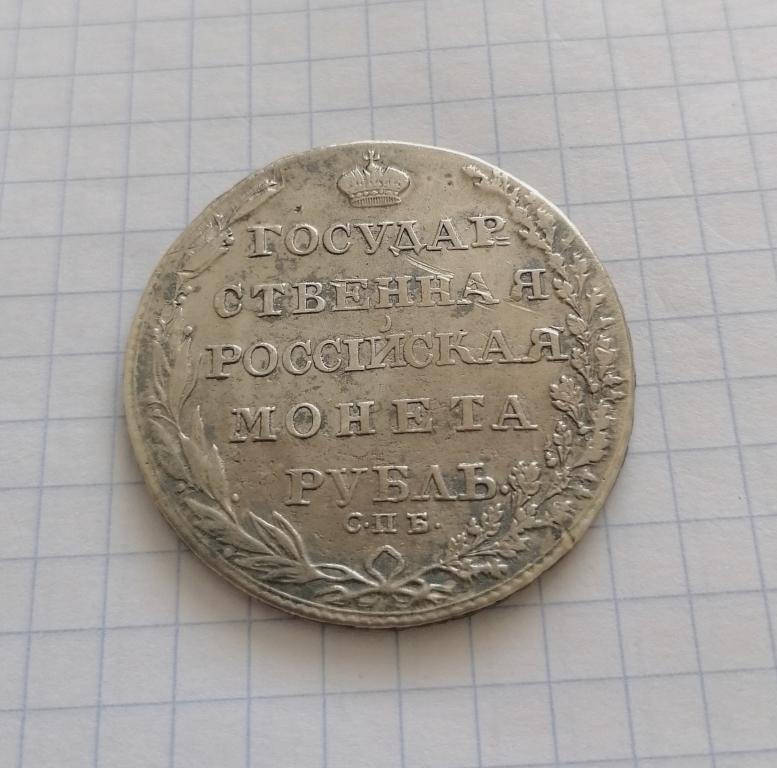 ГОСУДАР
СТВЕННАЯ
РОССІЙСКАЯ
МОНЕТА
РУБЛЬ.
С.П.Б.